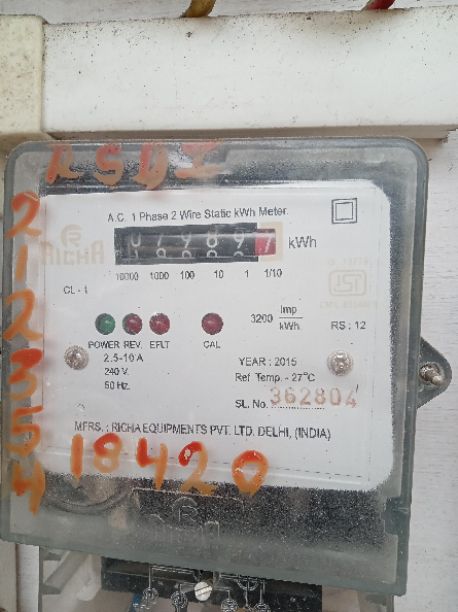 A.C. 1 Phase 2 Wire Static kWh Meter
079897 kWh
10000 1000 100 10 1 1/10
RICHA
CL - 1
3200 Imp/kWh
RS : 12
POWER REV. EFLT CAL
2.5-10 A
240 V.
50 Hz.
YEAR : 2015
Ref. Temp. - 27°C
SL. No. 362804
MFRS. : RICHA EQUIPMENTS PVT. LTD. DELHI, (INDIA)
212354
18420